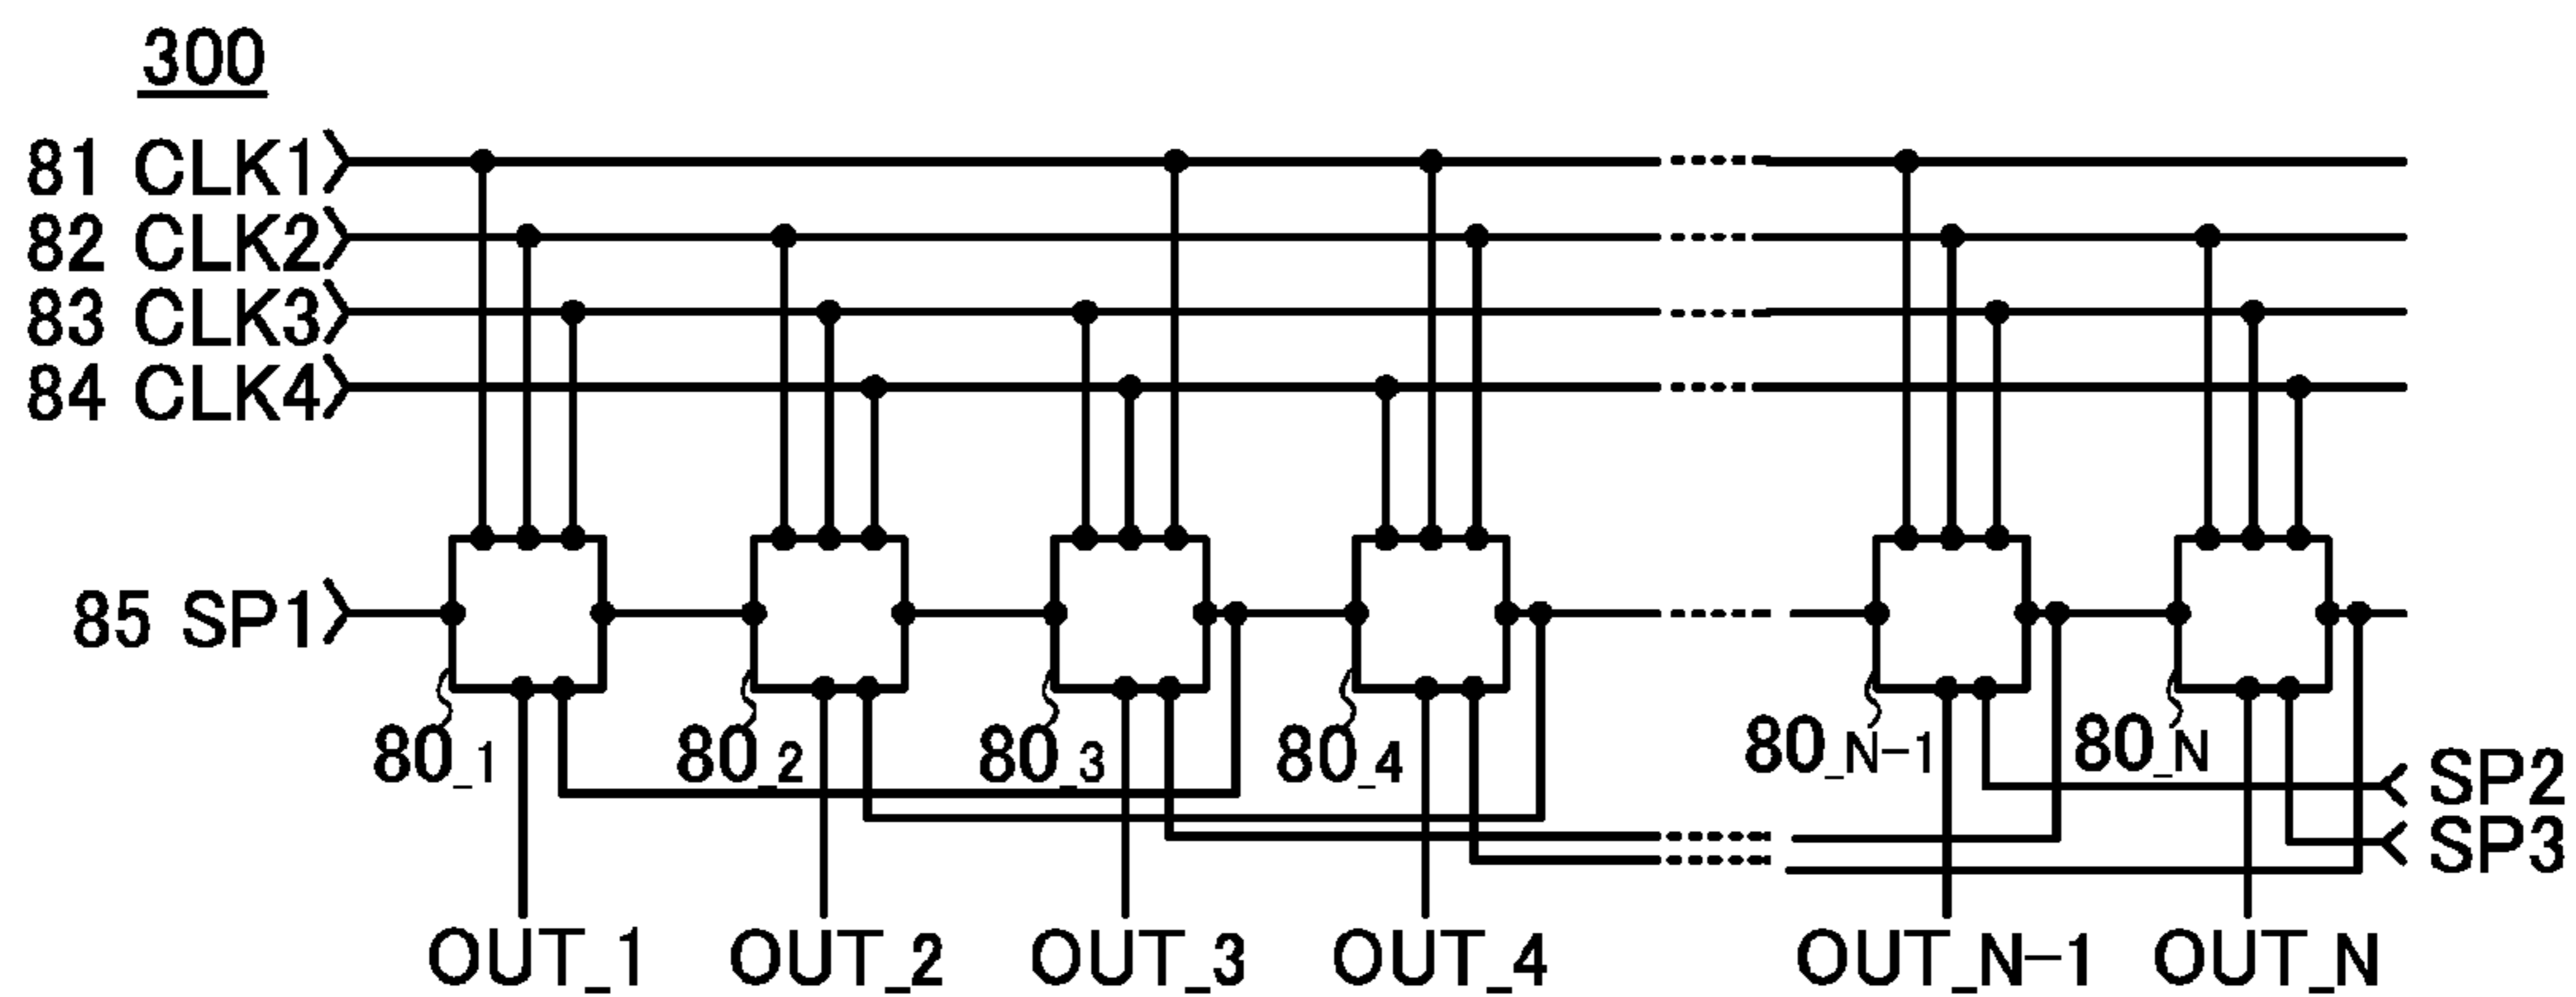 300
81 CLK1
82 CLK2
83 CLK3
84 CLK4
85 SP1
80_1
80_2
80_3
80_4
80_N-1
80_N
SP2
SP3
OUT_1
OUT_2
OUT_3
OUT_4
OUT_N-1
OUT_N